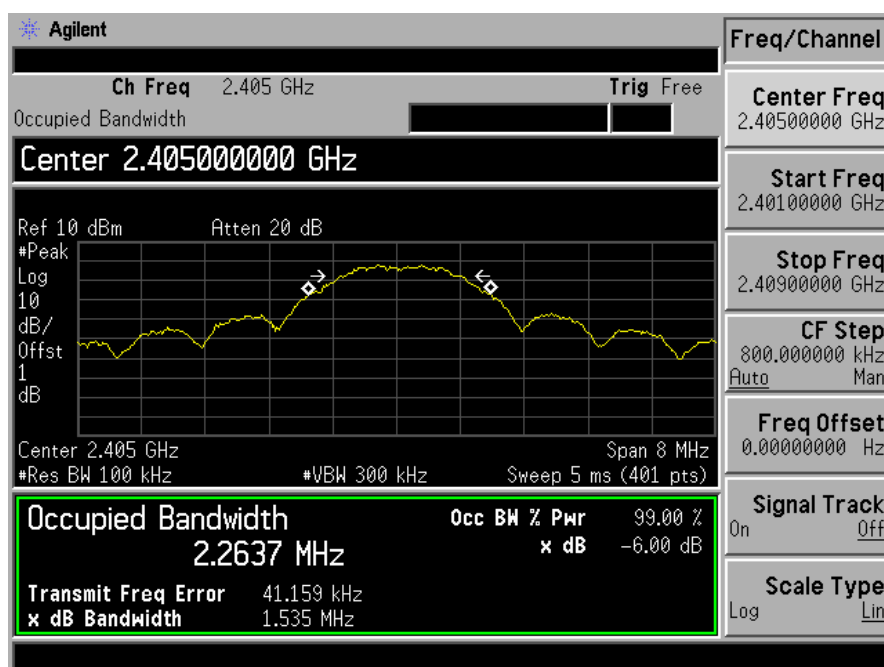 Agilent
Freq/Channel
Ch Freq 2.405 GHz Trig Free
Occupied Bandwidth
Center 2.405000000 GHz
Ref 10 dBm Atten 20 dB
#Peak
Log
10
dB/
Offst
1
dB
Center 2.405 GHz Span 8 MHz
#Res BW 100 kHz #VBW 300 kHz Sweep 5 ms (401 pts)
Occupied Bandwidth
2.2637 MHz
Occ BW % Pwr 99.00 %
x dB -6.00 dB
Transmit Freq Error 41.159 kHz
x dB Bandwidth 1.535 MHz
Center Freq
2.40500000 GHz
Start Freq
2.40100000 GHz
Stop Freq
2.40900000 GHz
CF Step
800.000000 kHz
Auto Man
Freq Offset
0.00000000 Hz
Signal Track
On Off
Scale Type
Log Lin